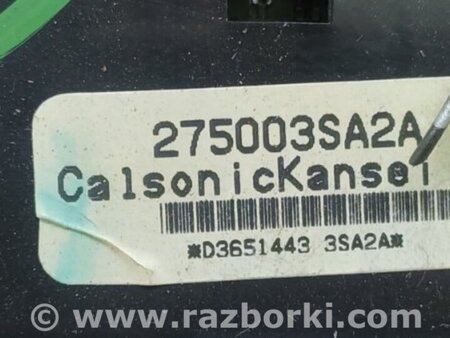 275003SA2A
CalsonicKansei
*D3651443 3SA2A*
© www.razborki.com